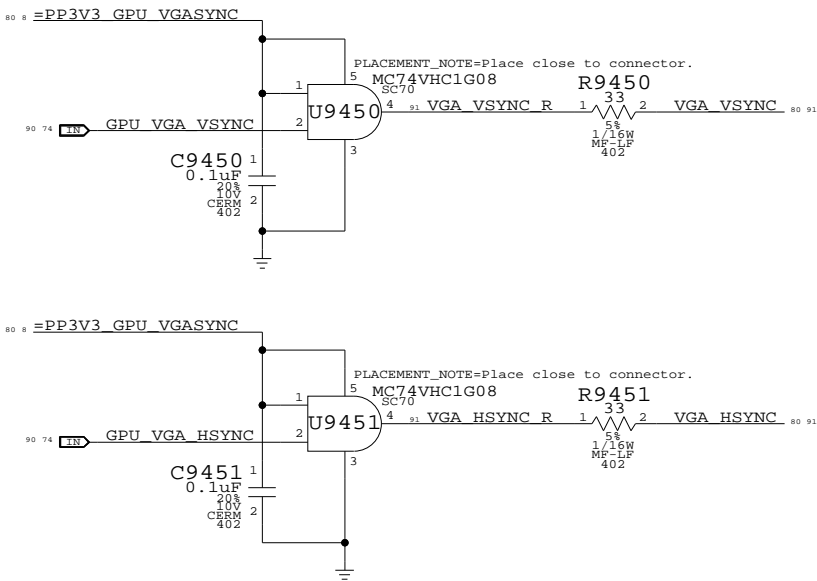 80 8 =PP3V3_GPU_VGASYNC
PLACEMENT_NOTE=Place close to connector.
5 MC74VHC1G08
SC70
R9450
33
1
U9450
4 91 VGA_VSYNC_R 1 2 VGA_VSYNC 80 91
90 74 IN GPU_VGA_VSYNC 2
5%
1/16W
MF-LF
402
3
C9450 1
0.1uF
20%
10V
CERM
402
2
80 8 =PP3V3_GPU_VGASYNC
PLACEMENT_NOTE=Place close to connector.
5 MC74VHC1G08
SC70
R9451
33
1
U9451
4 91 VGA_HSYNC_R 1 2 VGA_HSYNC 80 91
90 74 IN GPU_VGA_HSYNC 2
5%
1/16W
MF-LF
402
3
C9451 1
0.1uF
20%
10V
CERM
402
2